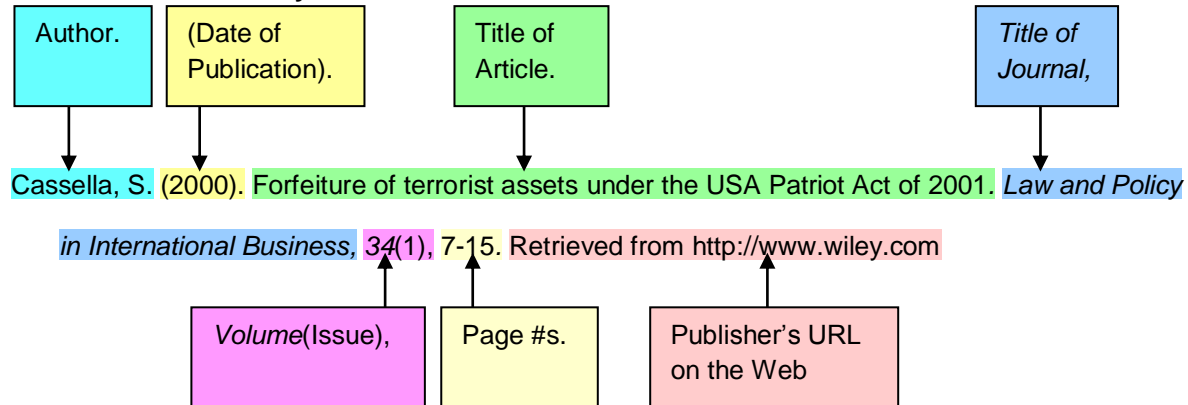 Author.
(Date of
Publication).
Title of
Article.
Title of
Journal,
Cassella, S. (2000). Forfeiture of terrorist assets under the USA Patriot Act of 2001. Law and Policy
in International Business, 34(1), 7-15. Retrieved from http://www.wiley.com
Volume(Issue),
Page #s.
Publisher’s URL
on the Web